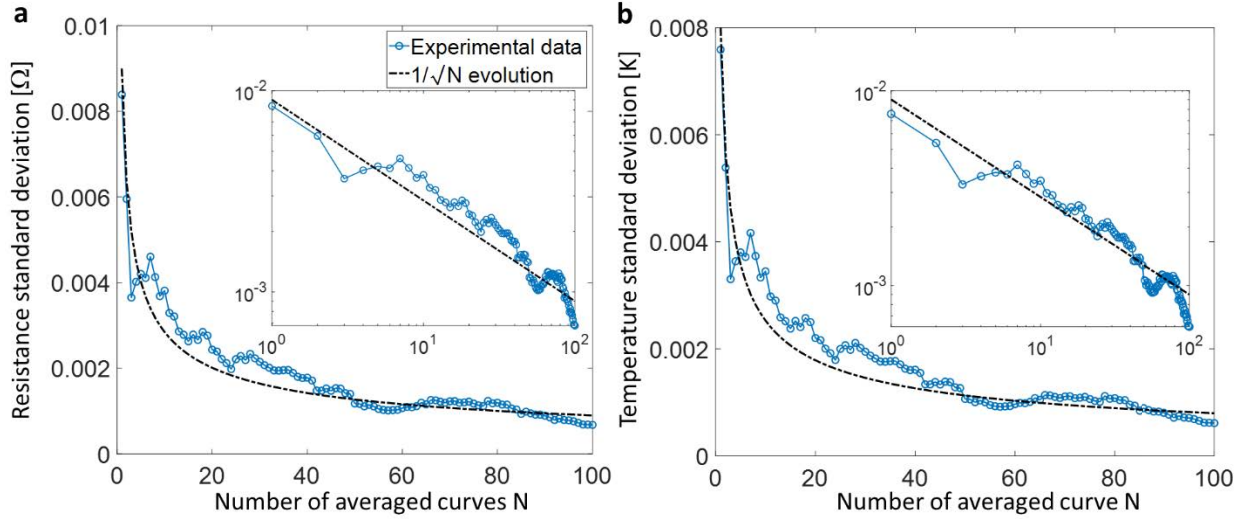 a
Resistance standard deviation [Ω]
0.01
0.008
0.006
0.004
0.002
0
0 20 40 60 80 100
Number of averaged curves N
Experimental data
1/√N evolution
10⁻²
10⁻³
10⁰ 10¹ 10²
b
Temperature standard deviation [K]
0.008
0.006
0.004
0.002
0
0 20 40 60 80 100
Number of averaged curve N
10⁻²
10⁻³
10⁰ 10¹ 10²